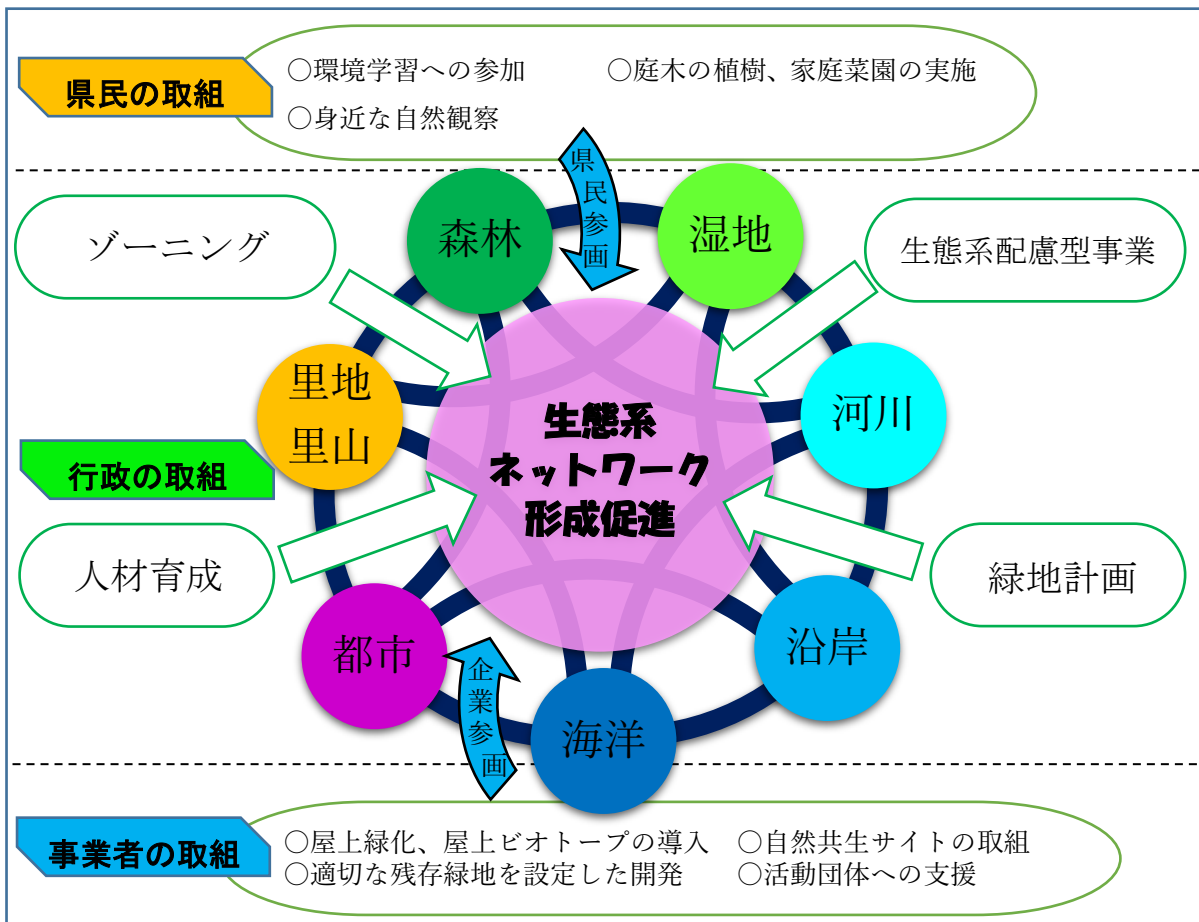 県民の取組
○環境学習への参加
○庭木の植樹、家庭菜園の実施
○身近な自然観察
県民参画
森林
湿地
ゾーニング
生態系配慮型事業
里地
里山
河川
生態系
ネットワーク
形成促進
行政の取組
人材育成
緑地計画
都市
沿岸
企業参画
海洋
事業者の取組
○屋上緑化、屋上ビオトープの導入
○自然共生サイトの取組
○適切な残存緑地を設定した開発
○活動団体への支援